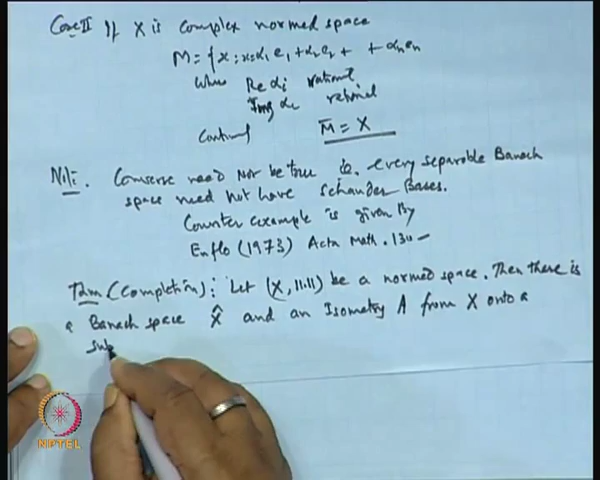 Case II If X is complex normed space
M = {x : x = α₁ e₁ + α₂ e₂ + + αₙ eₙ
where Re αi rational
Img αi rational
Continue M̄ = X
Note. Converse need not be true ie. every separable Banach
space need not have Schauder Bases.
Counter example is given by
Enflo (1973) Acta Math. 130 –
Thm (Completion): Let (X, ||.||) be a normed space. Then there is
a Banach space X̂ and an Isometry A from X onto a
sub
NPTEL